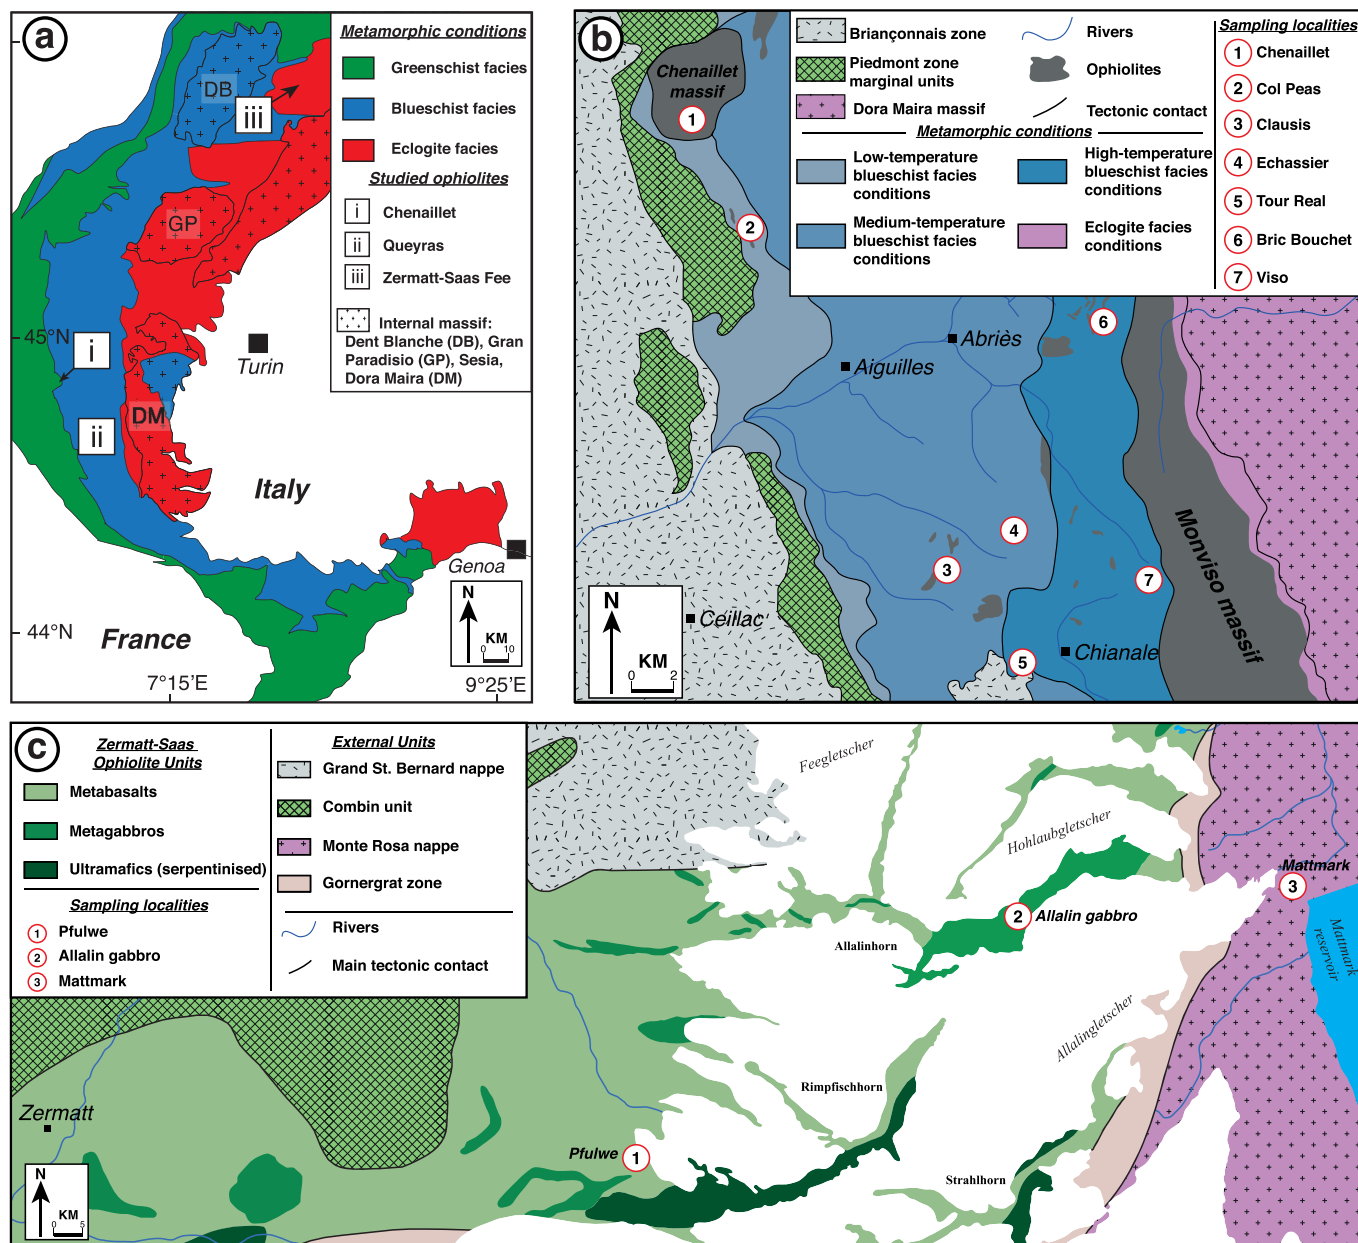 a
Metamorphic conditions
Greenschist facies
Blueschist facies
Eclogite facies
Studied ophiolites
i
Chenaillet
ii
Queyras
iii
Zermatt-Saas Fee
Internal massif:
Dent Blanche (DB), Gran
Paradisio (GP), Sesia,
Dora Maira (DM)
DB
iii
GP
45°N
i
Turin
DM
ii
Italy
Genoa
N
KM
0 10
44°N
France
7°15'E
9°25'E
b
Briançonnais zone
Piedmont zone
marginal units
Dora Maira massif
Rivers
Ophiolites
Tectonic contact
Metamorphic conditions
Low-temperature
blueschist facies
conditions
High-temperature
blueschist facies
conditions
Medium-temperature
blueschist facies
conditions
Eclogite facies
conditions
Sampling localities
1 Chenaillet
2 Col Peas
3 Clausis
4 Echassier
5 Tour Real
6 Bric Bouchet
7 Viso
Chenaillet
massif
1
2
6
Abriès
Aiguilles
4
3
7
Monviso massif
N
KM
0 2
Ceillac
5
Chianale
c
Zermatt-Saas
Ophiolite Units
Metabasalts
Metagabbros
Ultramafics (serpentinised)
Sampling localities
1 Pfulwe
2 Allalin gabbro
3 Mattmark
External Units
Grand St. Bernard nappe
Combin unit
Monte Rosa nappe
Gornergrat zone
Rivers
Main tectonic contact
Feegletscher
Hohlaubgletscher
Mattmark
3
2 Allalin gabbro
Allalinhorn
Mattmark
reservoir
Allalingletscher
Rimpfischhorn
Zermatt
Pfulwe 1
Strahlhorn
N
KM
0 5